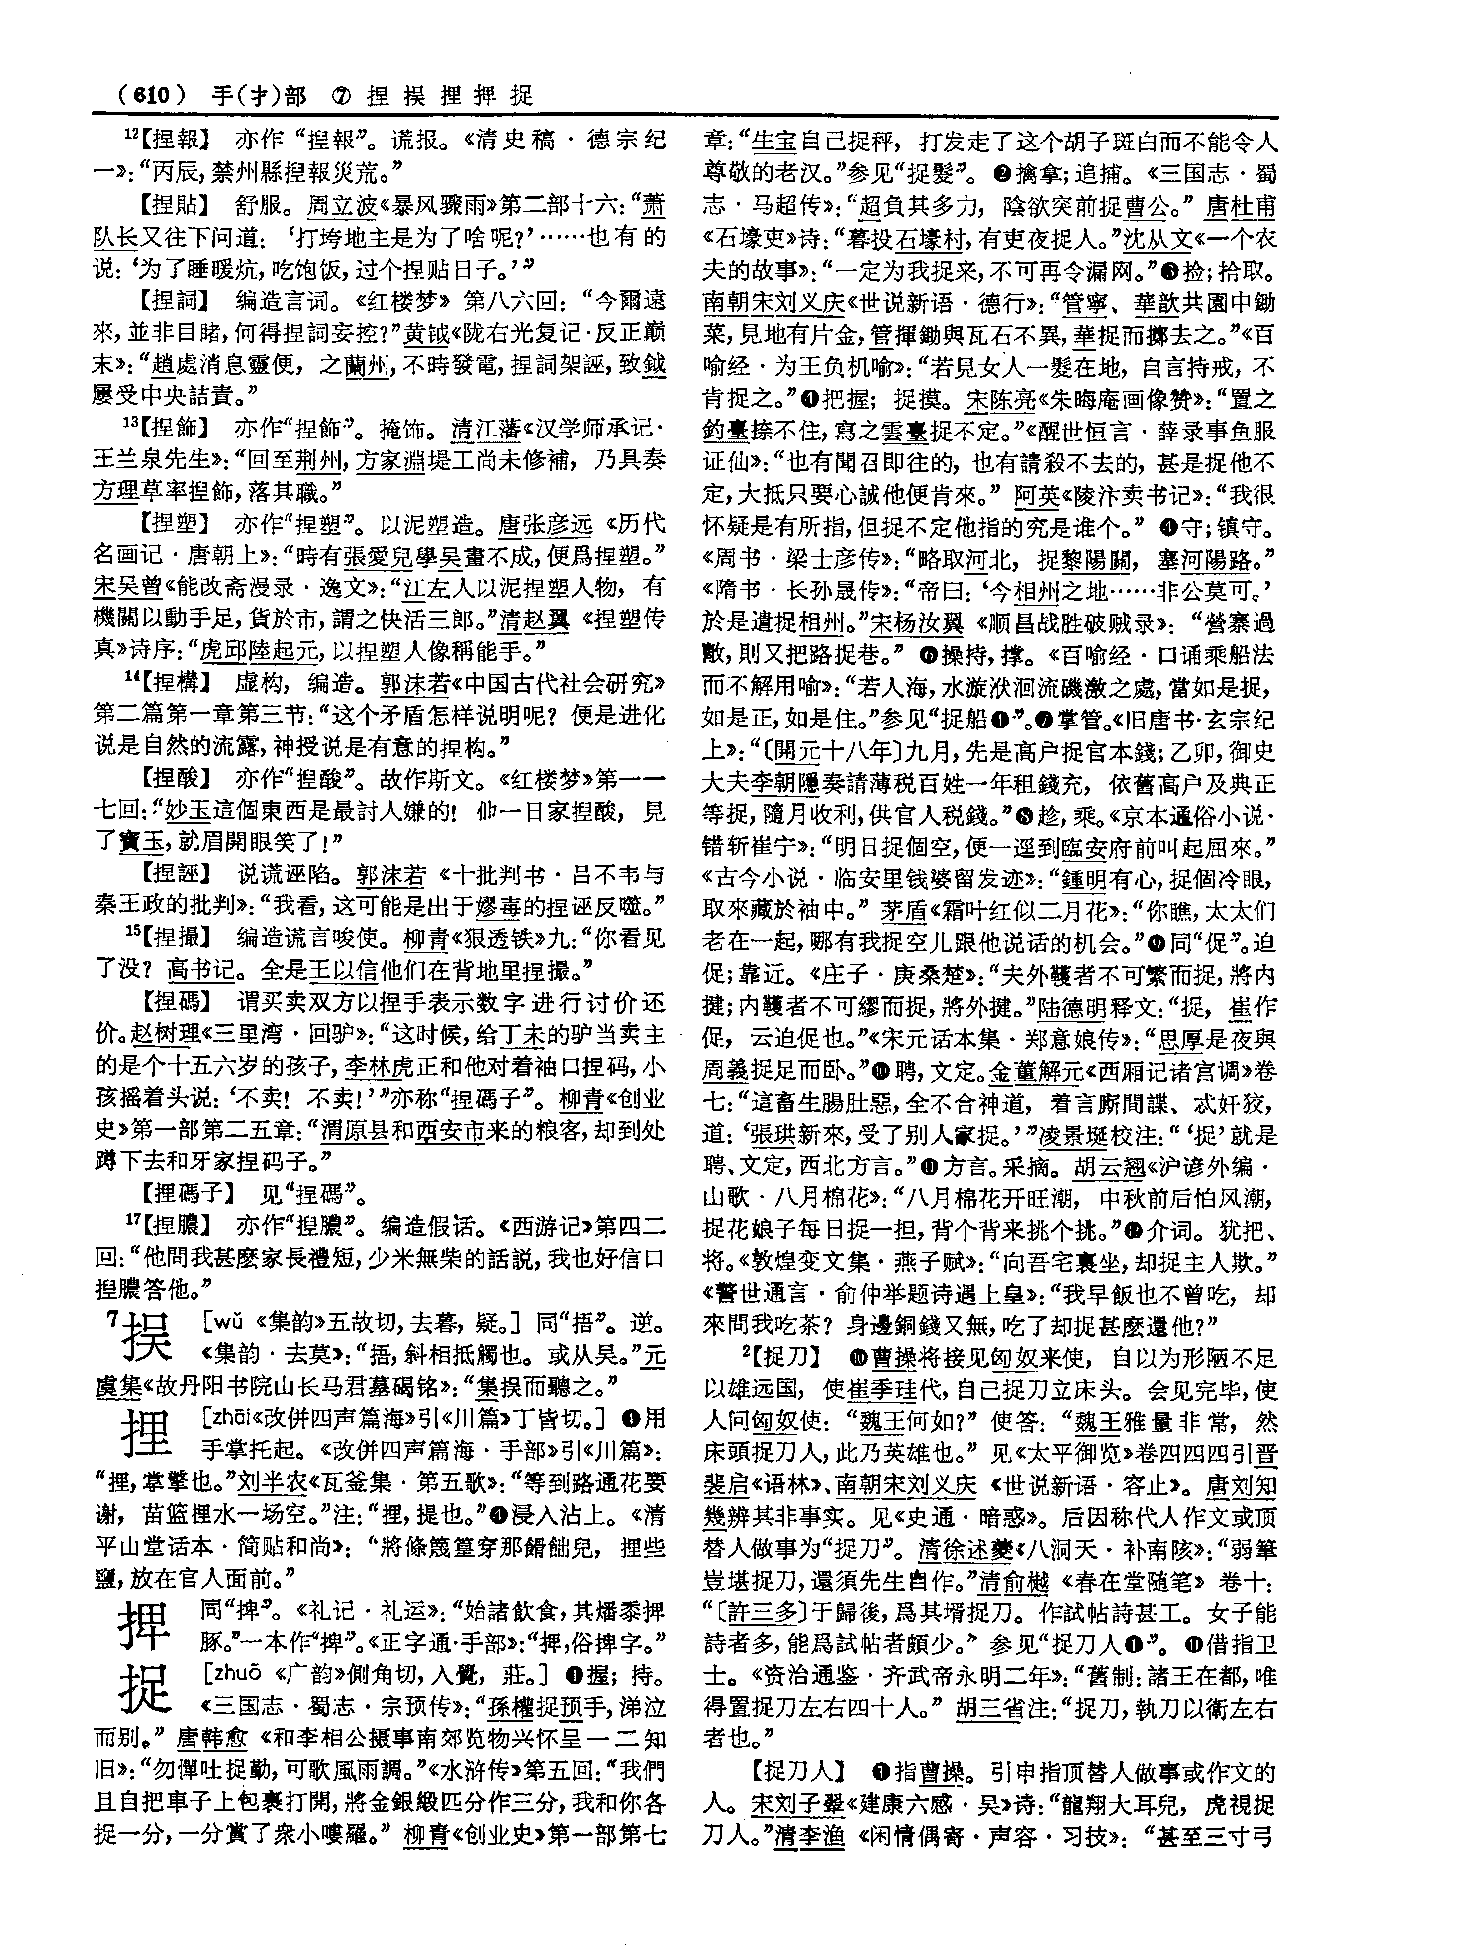 (610) 手(扌)部 ⑦ 捏 捑 捚 捭 捉
¹²【捏報】 亦作“揑報”。谎报。《清史稿·德宗纪
一》：“丙辰，禁州縣揑報災荒。”
【捏貼】 舒服。周立波《暴风骤雨》第二部十六：“萧
队长又往下问道：‘打垮地主是为了啥呢？’……也有的
说：‘为了睡暖炕，吃饱饭，过个捏贴日子。’”
【捏詞】 编造言词。《红楼梦》第八六回：“今爾遠
來，並非目睹，何得捏詞妄控？”黄钺《陇右光复记·反正巅
末》：“趙處消息靈便，之蘭州，不時發電，捏詞架誣，致鉞
屢受中央詰責。”
¹³【捏飾】 亦作“揑飾”。掩饰。清江藩《汉学师承记·
王兰泉先生》：“回至荆州，方家淵堤工尚未修補，乃具奏
方理草率揑飾，落其職。”
【捏塑】 亦作“揑塑”。以泥塑造。唐张彦远《历代
名画记·唐朝上》：“時有張愛兒學吴畫不成，便爲捏塑。”
宋吴曾《能改斋漫录·逸文》：“江左人以泥捏塑人物，有
機關以動手足，貨於市，謂之快活三郎。”清赵翼《捏塑传
真》诗序：“虎邱陸起元，以捏塑人像稱能手。”
¹⁴【捏構】 虚构，编造。郭沫若《中国古代社会研究》
第二篇第一章第三节：“这个矛盾怎样说明呢？便是进化
说是自然的流露，神授说是有意的捏构。”
【捏酸】 亦作“揑酸”。故作斯文。《红楼梦》第一一
七回：“妙玉這個東西是最討人嫌的！他一日家捏酸，見
了寶玉，就眉開眼笑了！”
【捏誣】 说谎诬陷。郭沫若《十批判书·吕不韦与
秦王政的批判》：“我看，这可能是出于嫪毐的捏诬反噬。”
¹⁵【捏撮】 编造谎言唆使。柳青《狠透铁》九：“你看见
了没？高书记。全是王以信他们在背地里捏撮。”
【捏碼】 谓买卖双方以捏手表示数字进行讨价还
价。赵树理《三里湾·回驴》：“这时候，给丁未的驴当卖主
的是个十五六岁的孩子，李林虎正和他对着袖口捏码，小
孩摇着头说：‘不卖！不卖！’”亦称“捏碼子”。柳青《创业
史》第一部第二五章：“渭原县和西安市来的粮客，却到处
蹲下去和牙家捏码子。”
【捏碼子】 见“捏碼”。
¹⁷【捏膿】 亦作“揑膿”。编造假话。《西游记》第四二
回：“他問我甚麽家長禮短，少米無柴的話説，我也好信口
揑膿答他。”
⁷捑 [wǔ 《集韵》五故切，去暮，疑。] 同“捂”。逆。
《集韵·去莫》：“捂，斜相抵觸也。或从吴。”元
虞集《故丹阳书院山长马君墓碣铭》：“集捑而聽之。”
捚 [zhāi《改併四声篇海》引《川篇》丁皆切。] ❶用
手掌托起。《改併四声篇海·手部》引《川篇》：
“捚，掌擎也。”刘半农《瓦釜集·第五歌》：“等到路通花要
谢，苗篮捚水一场空。”注：“捚，提也。”❷浸入沾上。《清
平山堂话本·简贴和尚》：“將條篾篁穿那餶飿兒，捚些
鹽，放在官人面前。”
捭 同“捭”。《礼记·礼运》：“始諸飲食，其燔黍捭
豚。”一本作“捭”。《正字通·手部》：“捭，俗捭字。”
捉 [zhuō 《广韵》側角切，入覺，莊。] ❶握；持。
《三国志·蜀志·宗预传》：“孫權捉预手，涕泣
而别。”唐韩愈《和李相公摄事南郊览物兴怀呈一二知
旧》：“勿憚吐捉勤，可歌風雨調。”《水浒传》第五回：“我們
且自把車子上包裹打開，將金銀緞匹分作三分，我和你各
捉一分，一分賞了衆小嘍羅。”柳青《创业史》第一部第七
章：“生宝自己捉秤，打发走了这个胡子斑白而不能令人
尊敬的老汉。”参见“捉髮”。❷擒拿；追捕。《三国志·蜀
志·马超传》：“超負其多力，陰欲突前捉曹公。”唐杜甫
《石壕吏》诗：“暮投石壕村，有吏夜捉人。”沈从文《一个农
夫的故事》：“一定为我捉来，不可再令漏网。”❸捡；拾取。
南朝宋刘义庆《世说新语·德行》：“管寧、華歆共園中鋤
菜，見地有片金，管揮鋤與瓦石不異，華捉而擲去之。”《百
喻经·为王负机喻》：“若見女人一髮在地，自言持戒，不
肯捉之。”❹把握；捉摸。宋陈亮《朱晦庵画像赞》：“置之
釣臺捺不住，寫之雲臺捉不定。”《醒世恒言·薛录事鱼服
证仙》：“也有聞召即往的，也有請殺不去的，甚是捉他不
定，大抵只要心誠他便肯來。”阿英《陵汴卖书记》：“我很
怀疑是有所指，但捉不定他指的究是谁个。”❺守；镇守。
《周书·梁士彦传》：“略取河北，捉黎陽關，塞河陽路。”
《隋书·长孙晟传》：“帝曰：‘今相州之地……非公莫可。’
於是遣捉相州。”宋杨汝翼《顺昌战胜破贼录》：“營寨過
數，則又把路捉巷。”❻操持，撑。《百喻经·口诵乘船法
而不解用喻》：“若入海，水漩洑洄流磯激之處，當如是捉，
如是正，如是住。”参见“捉船❶”。❼掌管。《旧唐书·玄宗纪
上》：“〔開元十八年〕九月，先是高户捉官本錢；乙卯，御史
大夫李朝隱奏請薄税百姓一年租錢充，依舊高户及典正
等捉，隨月收利，供官人税錢。”❽趁，乘。《京本通俗小说·
错斩崔宁》：“明日捉個空，便一逕到臨安府前叫起屈來。”
《古今小说·临安里钱婆留发迹》：“鍾明有心，捉個冷眼，
取來藏於袖中。”茅盾《霜叶红似二月花》：“你瞧，太太们
老在一起，哪有我捉空儿跟他说话的机会。”❾同“促”。迫
促；靠近。《庄子·庚桑楚》：“夫外韄者不可繁而捉，將内
揵；内韄者不可繆而捉，將外揵。”陆德明释文：“捉，崔作
促，云迫促也。”《宋元话本集·郑意娘传》：“思厚是夜與
周義捉足而卧。”❿聘，文定。金董解元《西厢记诸宫调》卷
七：“這畜生腸肚惡，全不合神道，着言厮間諜、忒奸狡，
道：‘張珙新來，受了别人家捉。’”凌景埏校注：“‘捉’就是
聘、文定，西北方言。”⓫方言。采摘。胡云翘《沪谚外编·
山歌·八月棉花》：“八月棉花开旺潮，中秋前后怕风潮，
捉花娘子每日捉一担，背个背来挑个挑。”⓬介词。犹把、
将。《敦煌变文集·燕子赋》：“向吾宅裏坐，却捉主人欺。”
《警世通言·俞仲举题诗遇上皇》：“我早飯也不曾吃，却
來問我吃茶？身邊銅錢又無，吃了却捉甚麽還他？”
²【捉刀】 ❶曹操将接见匈奴来使，自以为形陋不足
以雄远国，使崔季珪代，自己捉刀立床头。会见完毕，使
人问匈奴使：“魏王何如？”使答：“魏王雅量非常，然
床頭捉刀人，此乃英雄也。”见《太平御览》卷四四四引晋
裴启《语林》、南朝宋刘义庆《世说新语·容止》。唐刘知
幾辨其非事实。见《史通·暗惑》。后因称代人作文或顶
替人做事为“捉刀”。清徐述夔《八洞天·补南陔》：“弱筆
豈堪捉刀，還須先生自作。”清俞樾《春在堂随笔》卷十：
“〔許三多〕于歸後，爲其壻捉刀。作試帖詩甚工。女子能
詩者多，能爲試帖者頗少。”参见“捉刀人❶”。❷借指卫
士。《资治通鉴·齐武帝永明二年》：“舊制：諸王在都，唯
得置捉刀左右四十人。”胡三省注：“捉刀，執刀以衛左右
者也。”
【捉刀人】 ❶指曹操。引申指顶替人做事或作文的
人。宋刘子翚《建康六感·吴》诗：“龍翔大耳兒，虎視捉
刀人。”清李渔《闲情偶寄·声容·习技》：“甚至三寸弓